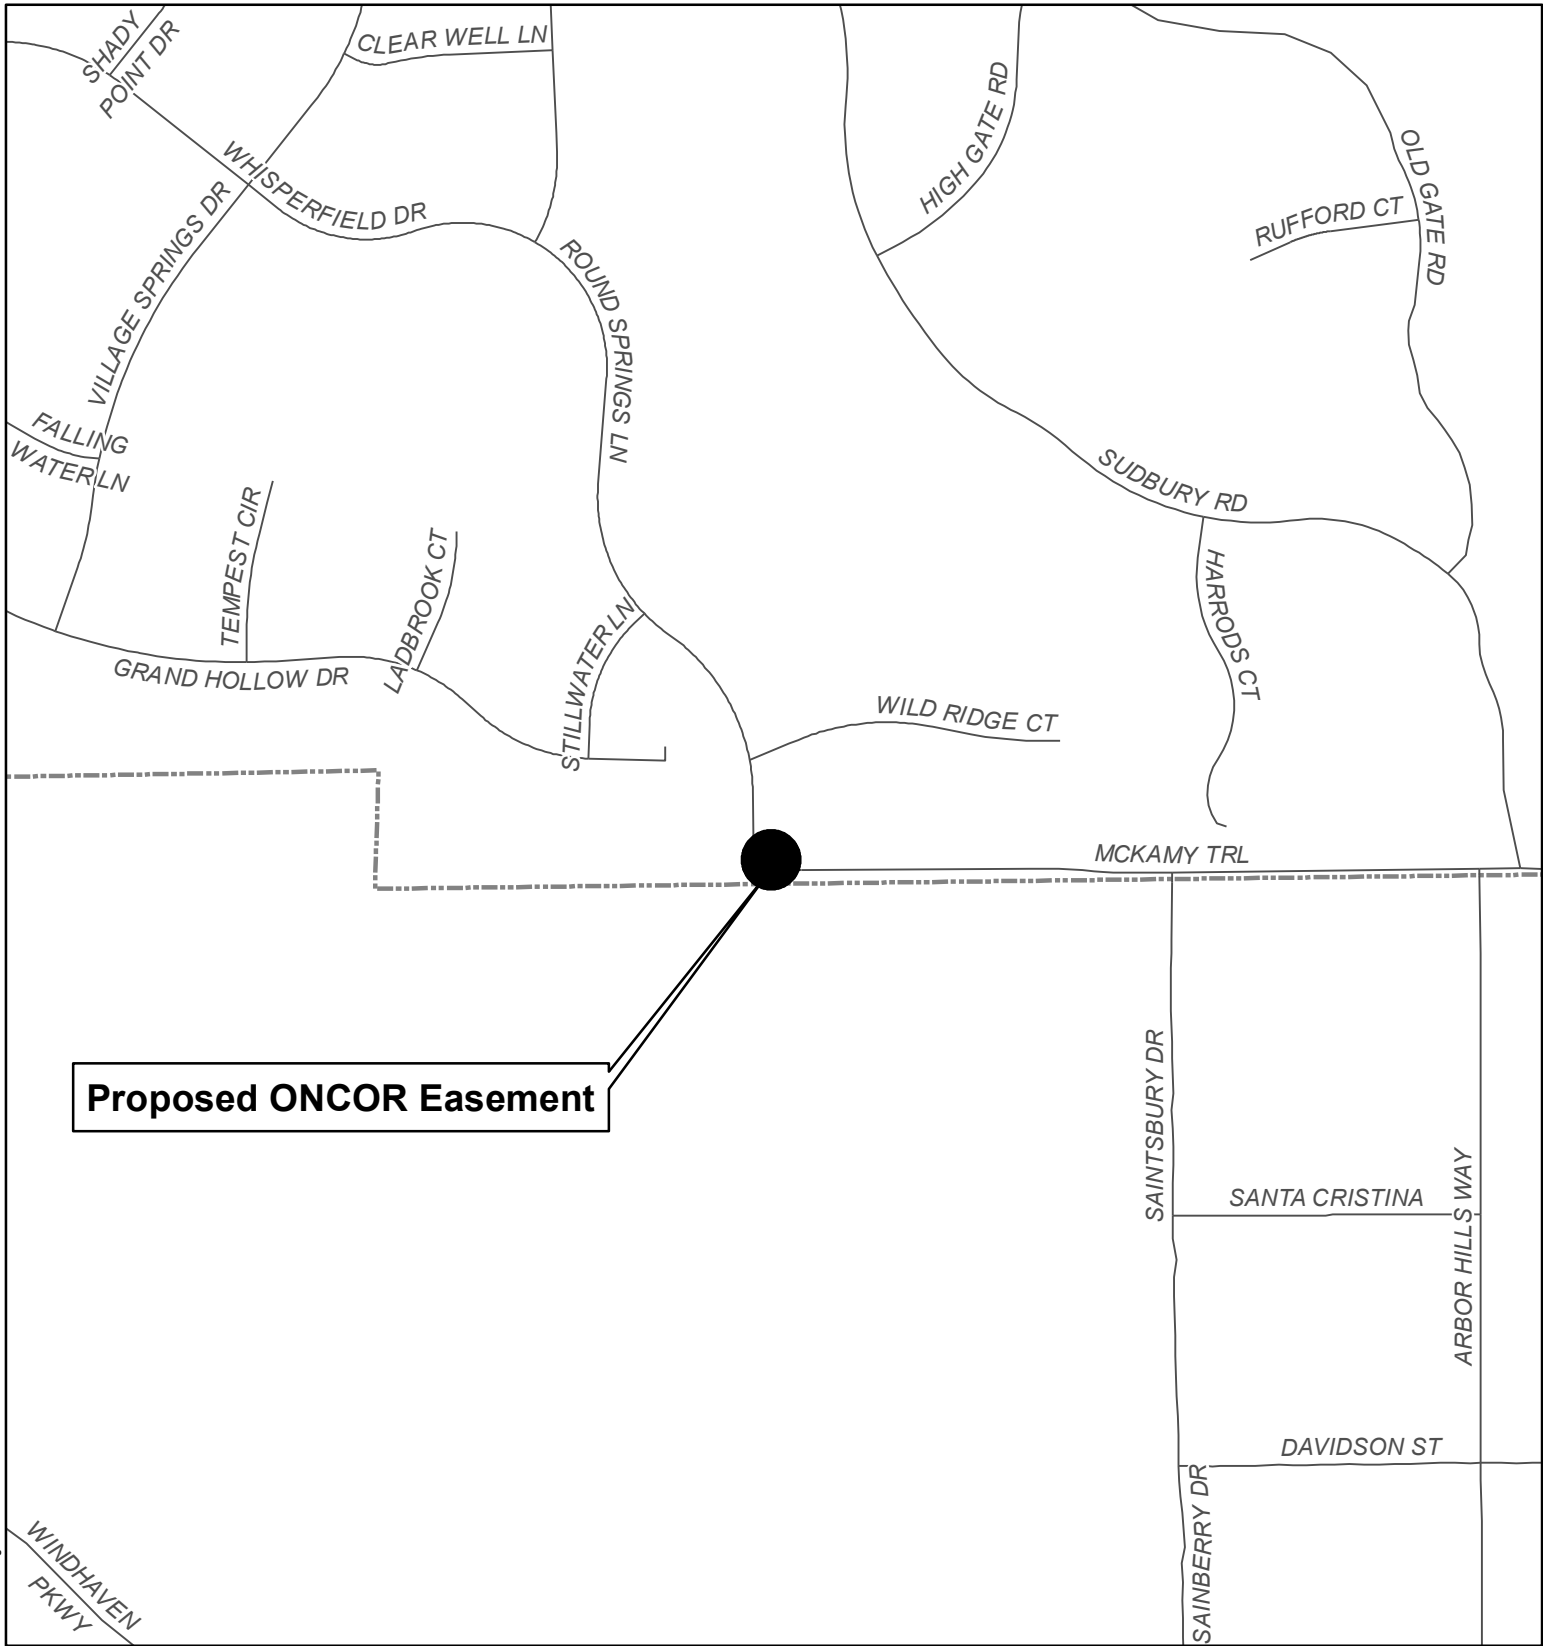 SHADY
POINT DR
CLEAR WELL LN
WHISPERFIELD DR
VILLAGE SPRINGS DR
ROUND SPRINGS LN
HIGH GATE RD
OLD GATE RD
RUFFORD CT
FALLING
WATER LN
TEMPEST CIR
LADBROOK CT
GRAND HOLLOW DR
STILLWATER LN
SUDBURY RD
HARRODS CT
WILD RIDGE CT
MCKAMY TRL
Proposed ONCOR Easement
SAINTSBURY DR
SANTA CRISTINA
ARBOR HILLS WAY
DAVIDSON ST
SAINBERRY DR
WINDHAVEN
PKWY